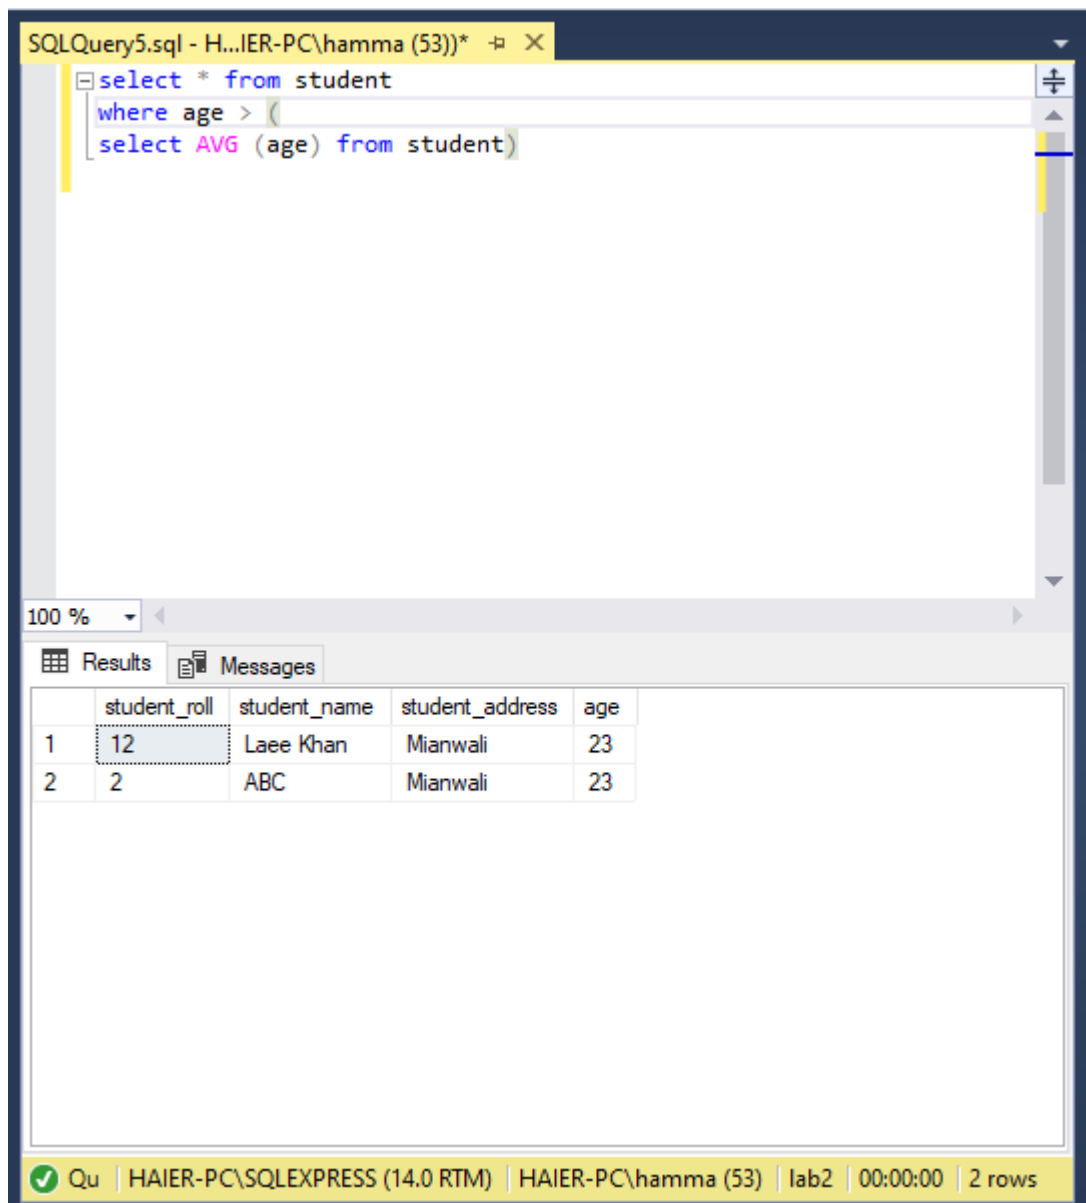 SQLQuery5.sql - H...IER-PC\hamma (53))*
select * from student
where age > (
select AVG (age) from student)
100 %
Results Messages
student_roll student_name student_address age
1 12 Laee Khan Mianwali 23
2 2 ABC Mianwali 23
Qu HAIER-PC\SQLEXPRESS (14.0 RTM) HAIER-PC\hamma (53) lab2 00:00:00 2 rows